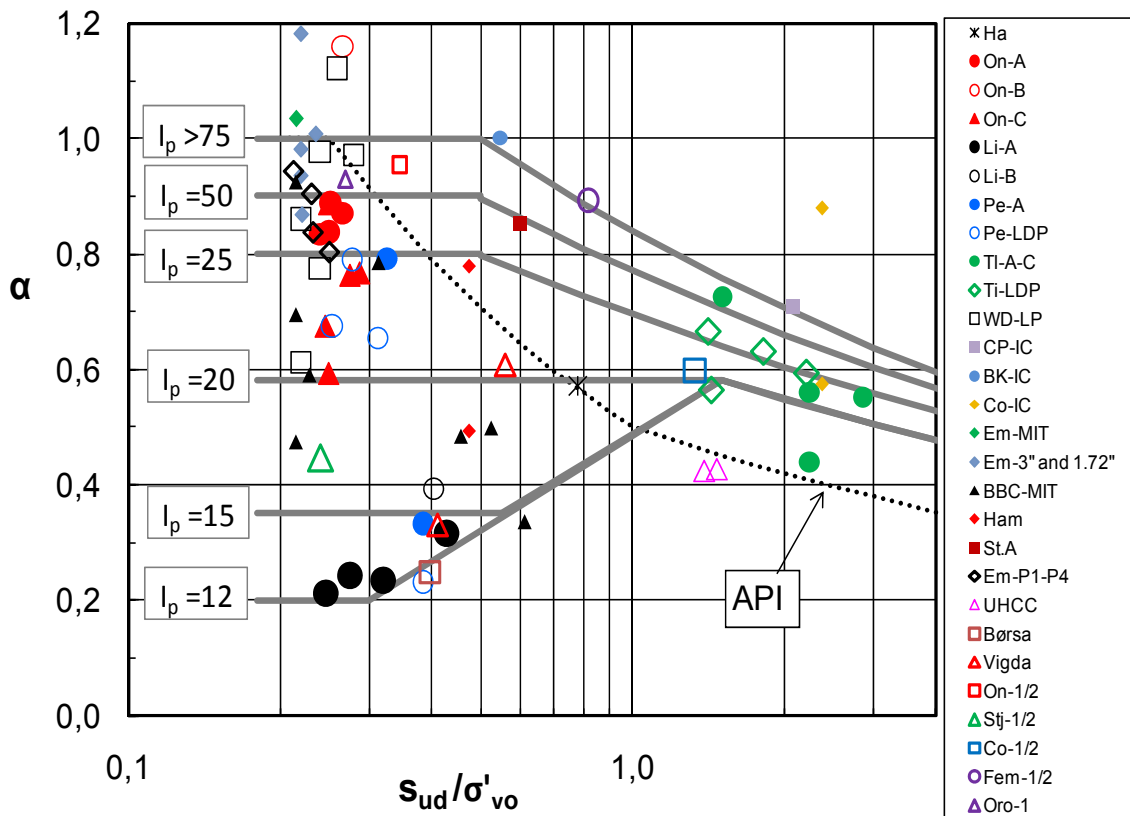 1,2
1,0
0,8
0,6
0,4
0,2
0,0
α
Ip >75
Ip =50
Ip =25
Ip =20
Ip =15
Ip =12
API
0,1
1,0
sud/σ'vo
Ha
On-A
On-B
On-C
Li-A
Li-B
Pe-A
Pe-LDP
Tl-A-C
Ti-LDP
WD-LP
CP-IC
BK-IC
Co-IC
Em-MIT
Em-3" and 1.72"
BBC-MIT
Ham
St.A
Em-P1-P4
UHCC
Børsa
Vigda
On-1/2
Stj-1/2
Co-1/2
Fem-1/2
Oro-1